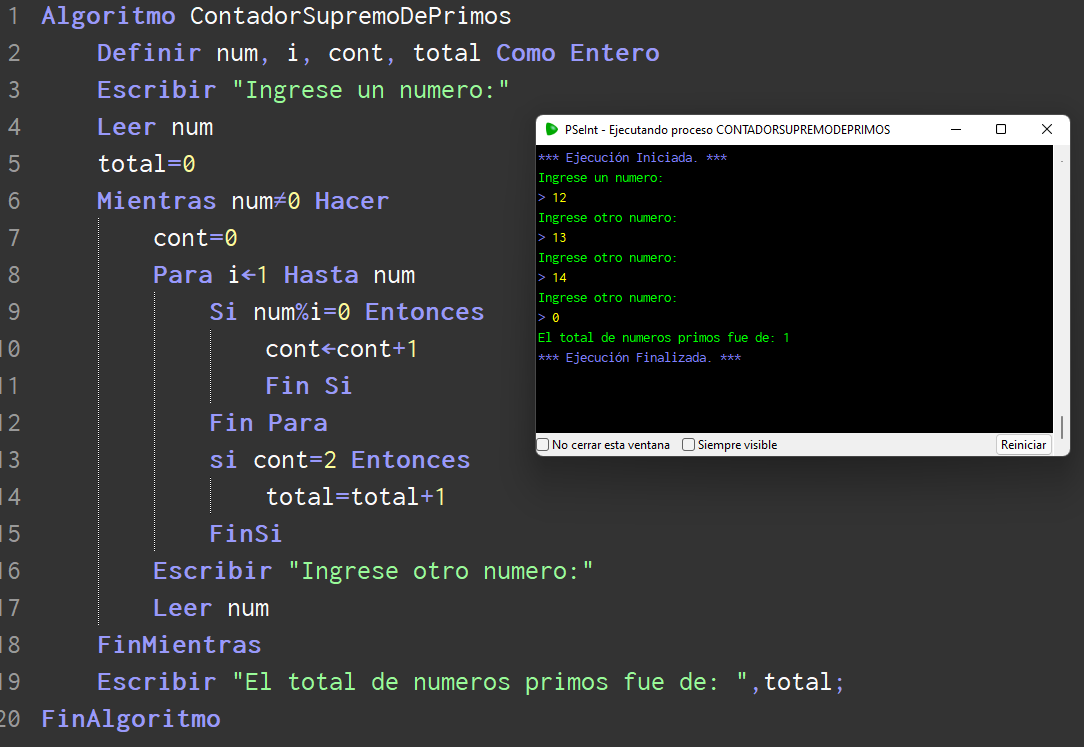 1 Algoritmo ContadorSupremoDePrimos
2 Definir num, i, cont, total Como Entero
3 Escribir "Ingrese un numero:"
4 Leer num
5 total=0
6 Mientras num≠0 Hacer
7 cont=0
8 Para i←1 Hasta num
9 Si num%i=0 Entonces
10 cont←cont+1
11 Fin Si
12 Fin Para
13 si cont=2 Entonces
14 total=total+1
15 FinSi
16 Escribir "Ingrese otro numero:"
17 Leer num
18 FinMientras
19 Escribir "El total de numeros primos fue de: ",total;
20 FinAlgoritmo
PSeInt - Ejecutando proceso CONTADORSUPREMODEPRIMOS
*** Ejecución Iniciada. ***
Ingrese un numero:
> 12
Ingrese otro numero:
> 13
Ingrese otro numero:
> 14
Ingrese otro numero:
> 0
El total de numeros primos fue de: 1
*** Ejecución Finalizada. ***
No cerrar esta ventana Siempre visible Reiniciar